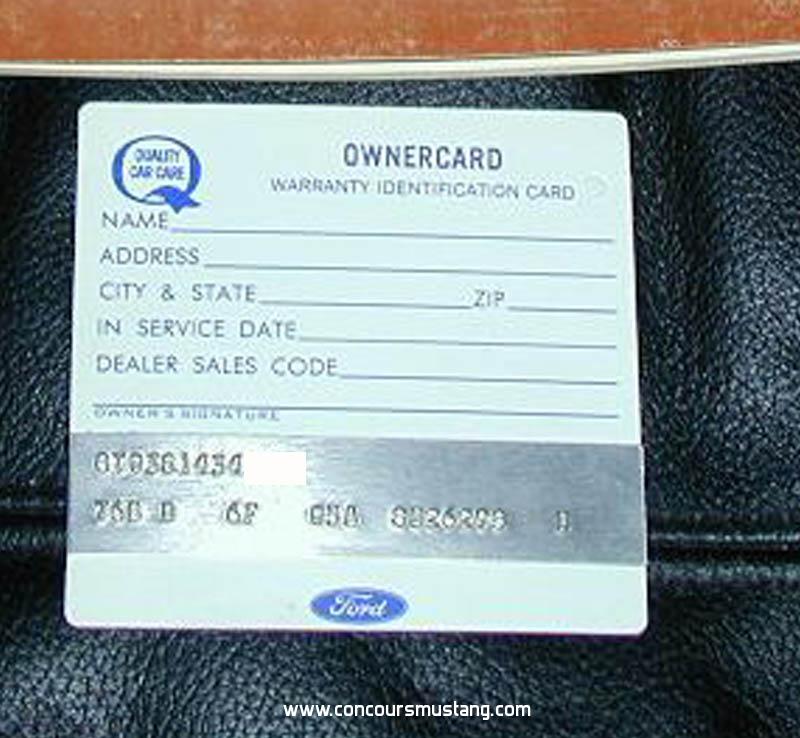 QUALITY
CAR CARE
OWNERCARD
WARRANTY IDENTIFICATION CARD
NAME
ADDRESS
CITY & STATE ZIP
IN SERVICE DATE
DEALER SALES CODE
OWNER'S SIGNATURE
6F
Ford
www.concoursmustang.com